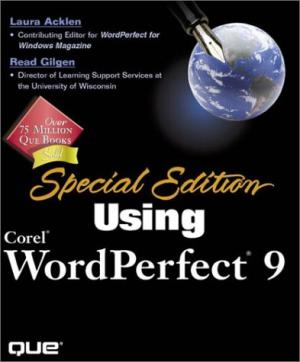 Laura Acklen
• Contributing Editor for WordPerfect for
Windows Magazine
Read Gilgen
• Director of Learning Support Services at
the University of Wisconsin
Over
75 Million
Que Books
Sold
Special Edition
Using
Corel®
WordPerfect® 9
que®